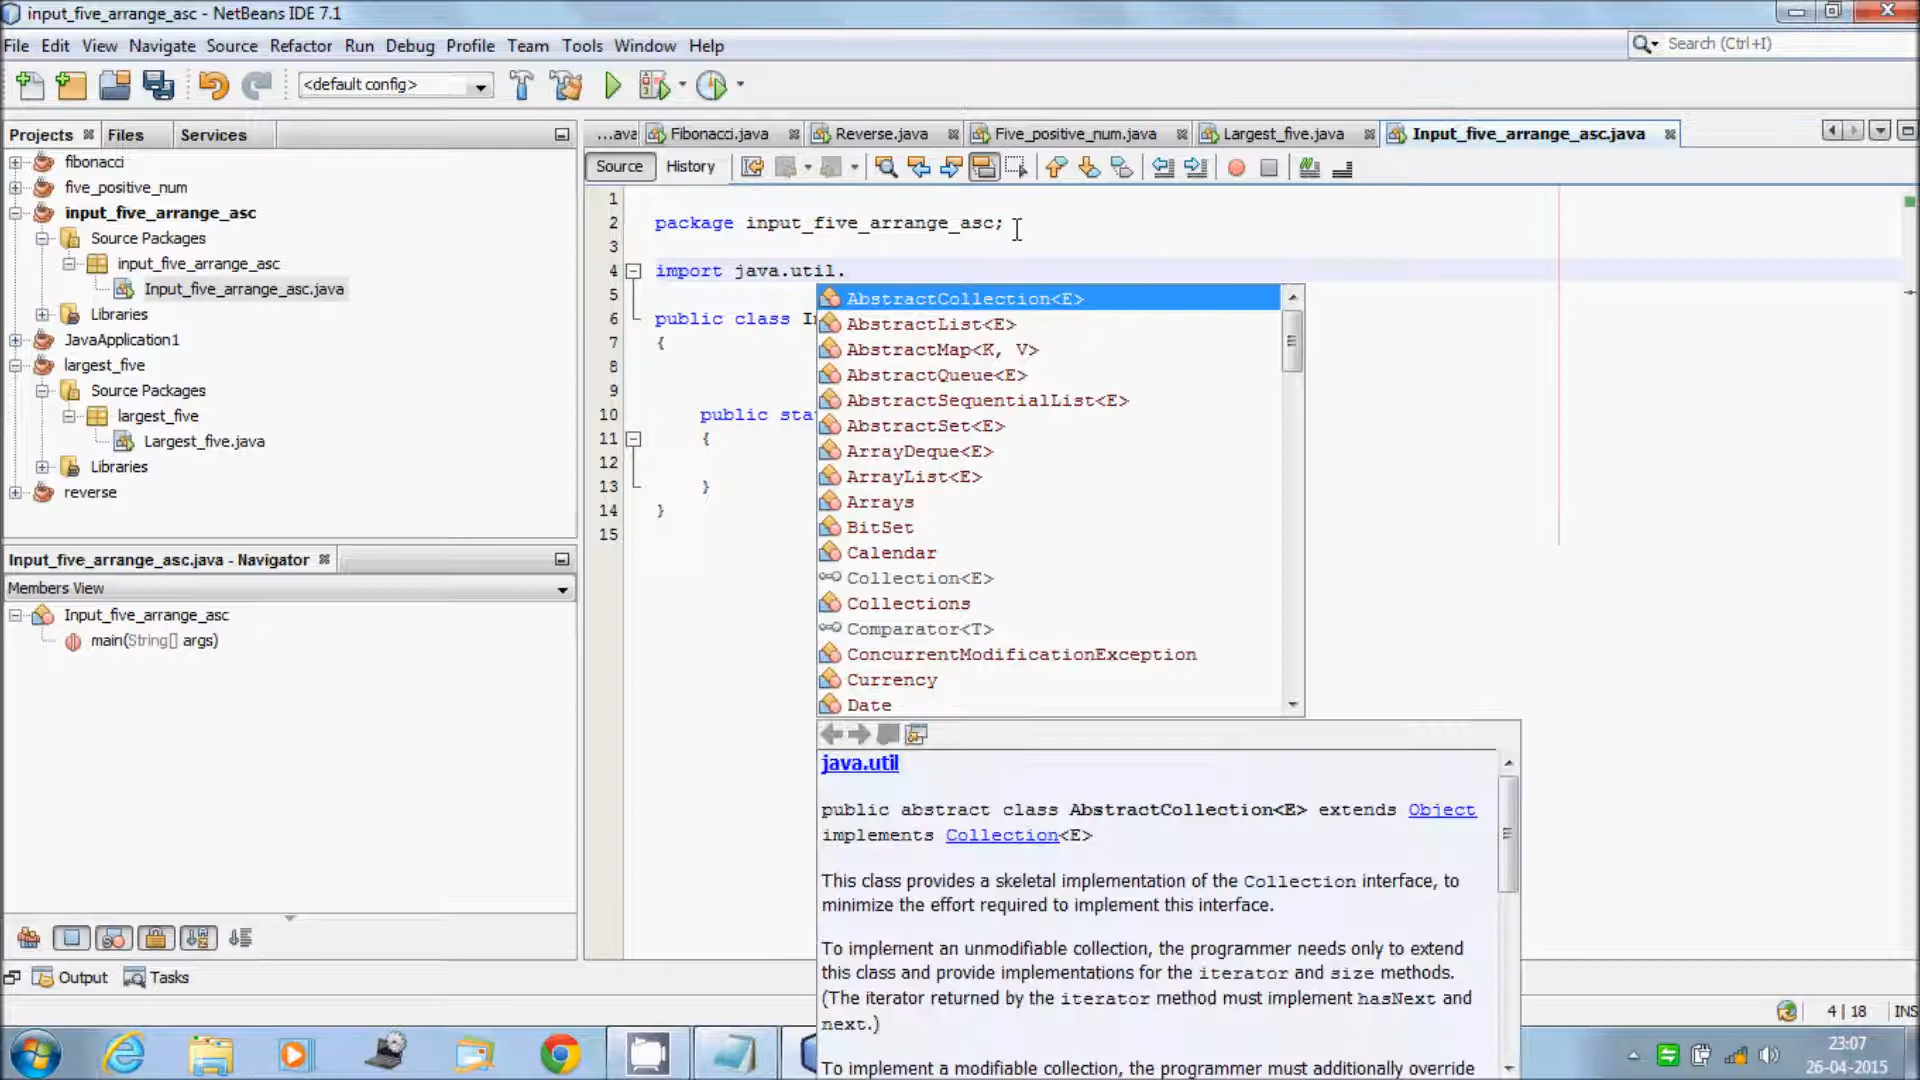 input_five_arrange_asc - NetBeans IDE 7.1
File Edit View Navigate Source Refactor Run Debug Profile Team Tools Window Help
Search (Ctrl+I)
<default config>
Projects Files Services
...ava Fibonacci.java Reverse.java Five_positive_num.java Largest_five.java Input_five_arrange_asc.java
Source History
fibonacci
five_positive_num
input_five_arrange_asc
Source Packages
input_five_arrange_asc
Input_five_arrange_asc.java
Libraries
JavaApplication1
largest_five
Source Packages
largest_five
Largest_five.java
Libraries
reverse
Input_five_arrange_asc.java - Navigator
Members View
Input_five_arrange_asc
main(String[] args)
1
2 package input_five_arrange_asc;
3
4 import java.util.
5
6 public class In
7 {
8
9
10 public sta
11 {
12
13 }
14 }
15
AbstractCollection<E>
AbstractList<E>
AbstractMap<K, V>
AbstractQueue<E>
AbstractSequentialList<E>
AbstractSet<E>
ArrayDeque<E>
ArrayList<E>
Arrays
BitSet
Calendar
Collection<E>
Collections
Comparator<T>
ConcurrentModificationException
Currency
Date
java.util
public abstract class AbstractCollection<E> extends Object
implements Collection<E>
This class provides a skeletal implementation of the Collection interface, to
minimize the effort required to implement this interface.
To implement an unmodifiable collection, the programmer needs only to extend
this class and provide implementations for the iterator and size methods.
(The iterator returned by the iterator method must implement hasNext and
next.)
To implement a modifiable collection, the programmer must additionally override
Output Tasks
4 | 18 INS
23:07
26-04-2015